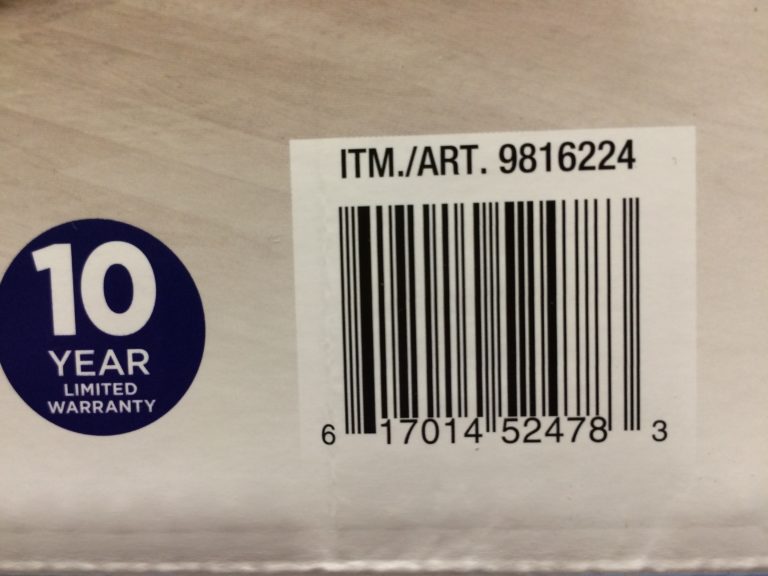 ITM./ART. 9816224
10
YEAR
LIMITED
WARRANTY
6 17014 52478 3